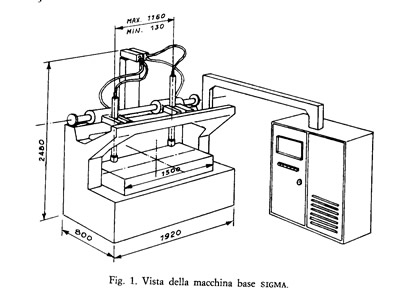 MAX. 1160
MIN. 130
2480
1500
800
1920
Fig. 1. Vista della macchina base SIGMA.